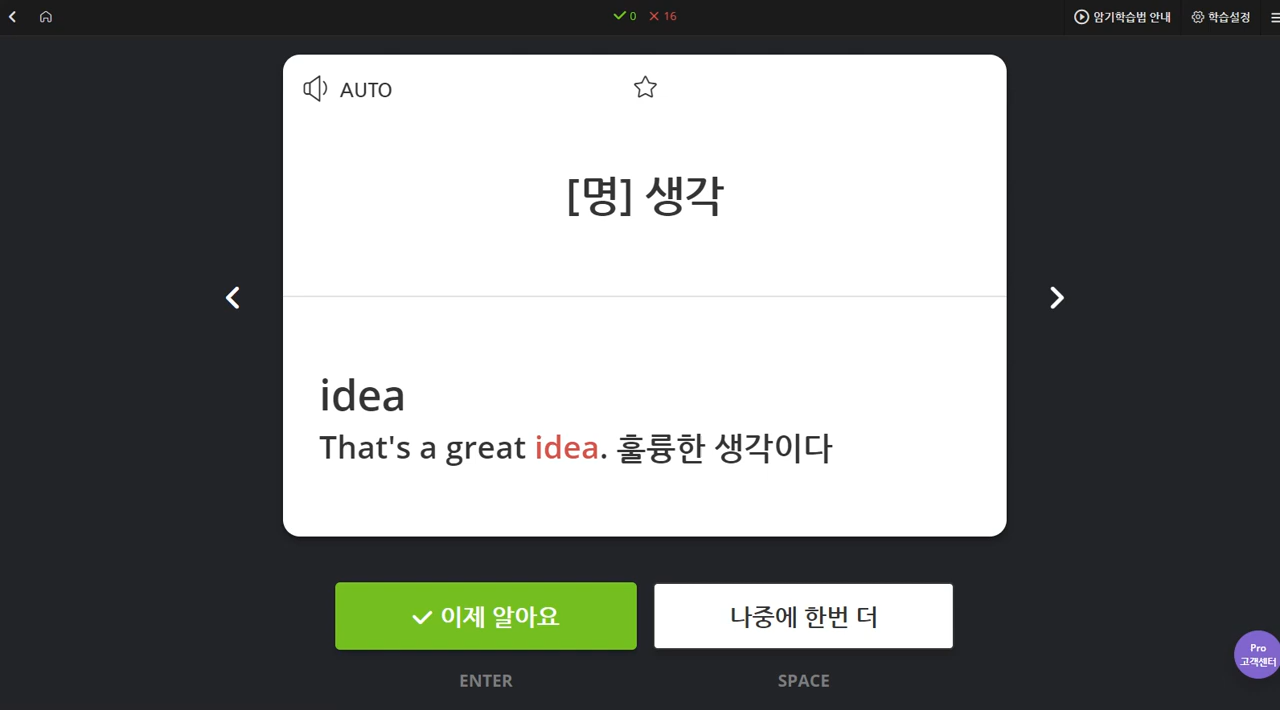 0 16 암기학습법 안내 학습설정
AUTO
[명] 생각
idea
That's a great idea. 훌륭한 생각이다
이제 알아요 나중에 한번 더
ENTER SPACE
Pro
고객센터